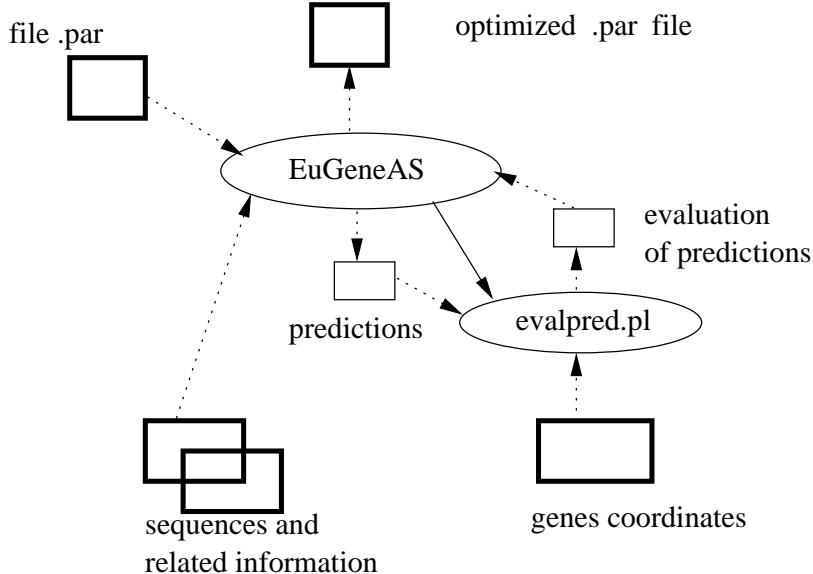 file .par
optimized .par file
EuGeneAS
evaluation
of predictions
predictions
evalpred.pl
sequences and
related information
genes coordinates